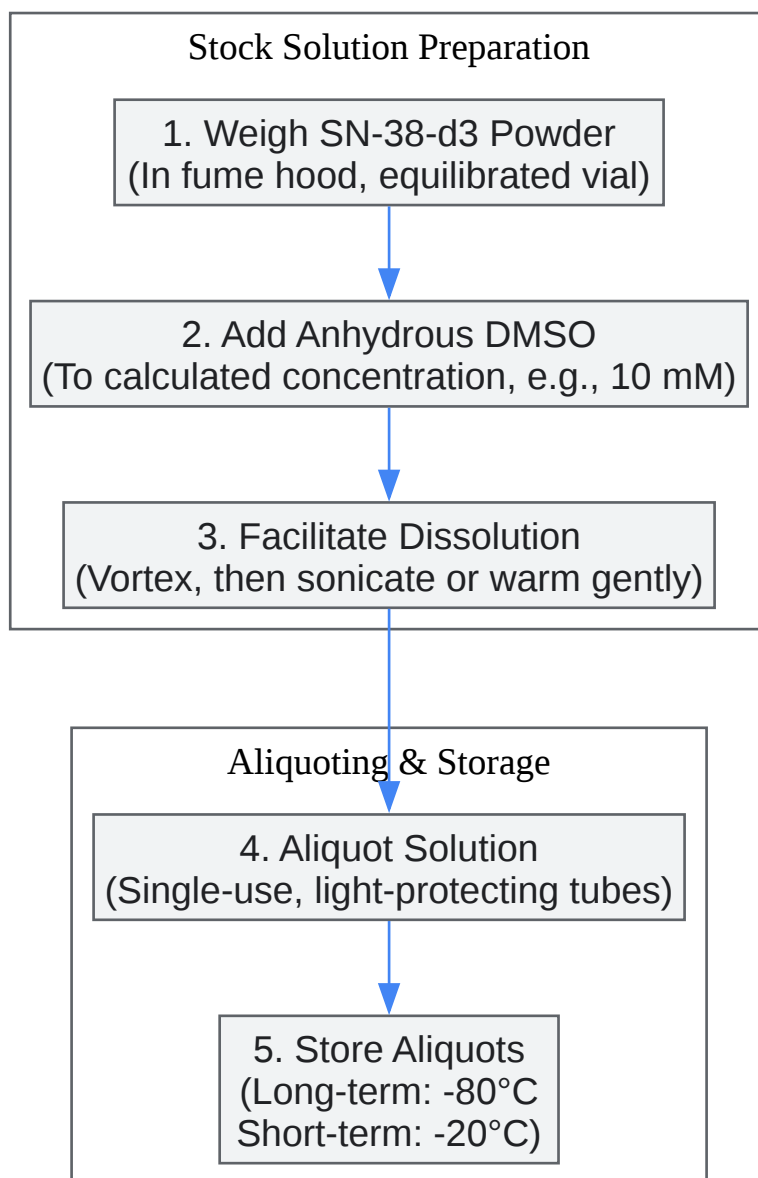 Stock Solution Preparation
1. Weigh SN-38-d3 Powder
(In fume hood, equilibrated vial)
2. Add Anhydrous DMSO
(To calculated concentration, e.g., 10 mM)
3. Facilitate Dissolution
(Vortex, then sonicate or warm gently)
Aliquoting & Storage
4. Aliquot Solution
(Single-use, light-protecting tubes)
5. Store Aliquots
(Long-term: -80°C
Short-term: -20°C)